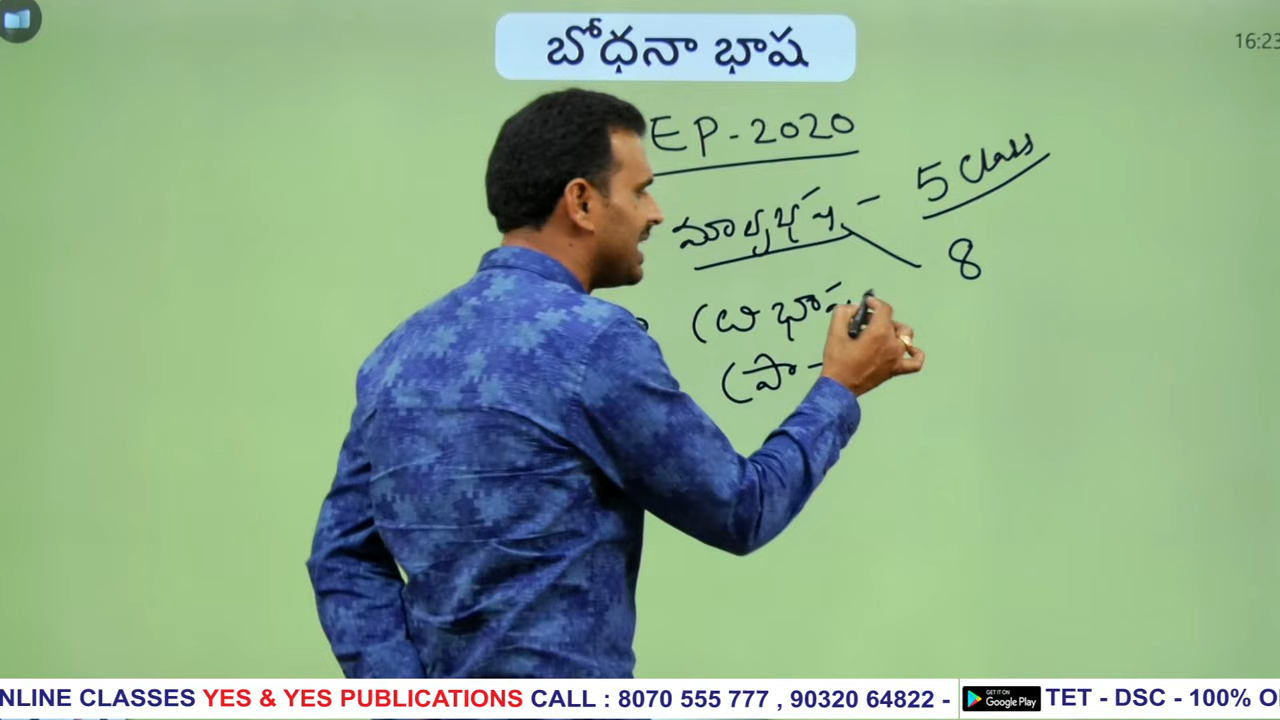 బోధనా భాష
16:23
EP-2020
మాతృభాష - 5 Class
8
(ట భాష
(పా-
NLINE CLASSES YES & YES PUBLICATIONS CALL : 8070 555 777 , 90320 64822 - GET IT ON Google Play TET - DSC - 100% O